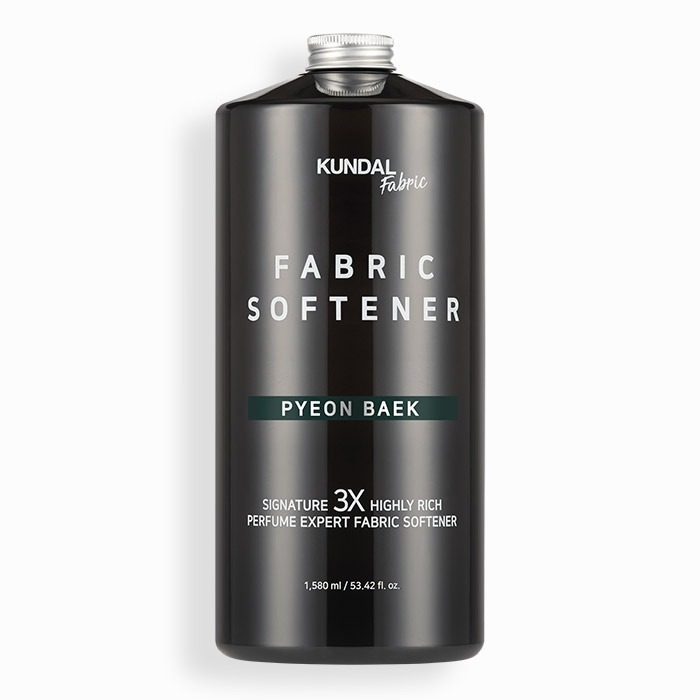 KUNDAL
Fabric
FABRIC
SOFTENER
PYEON BAEK
SIGNATURE 3X HIGHLY RICH
PERFUME EXPERT FABRIC SOFTENER
1,580 ml / 53.42 fl. oz.